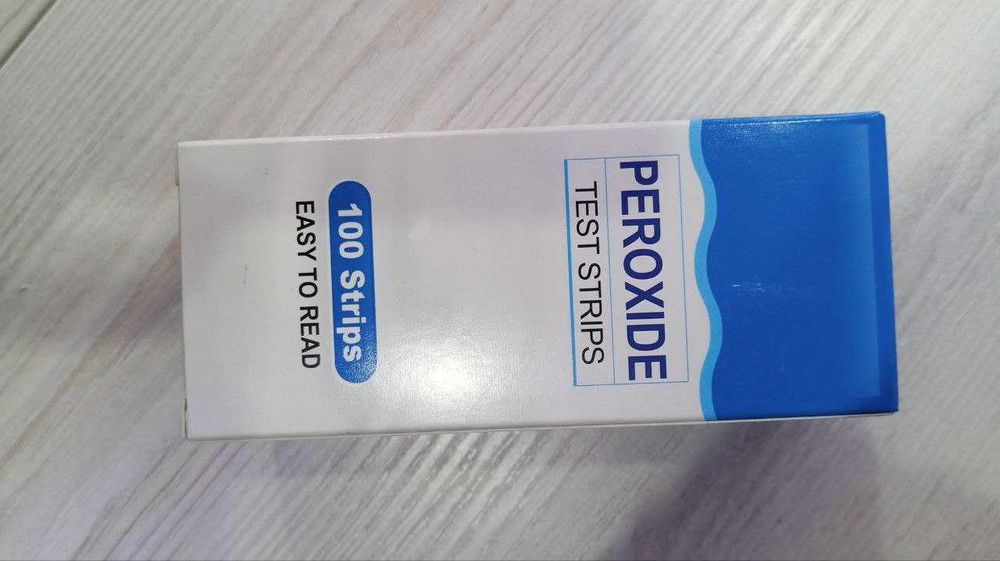 PEROXIDE
TEST STRIPS
100 Strips
EASY TO READ